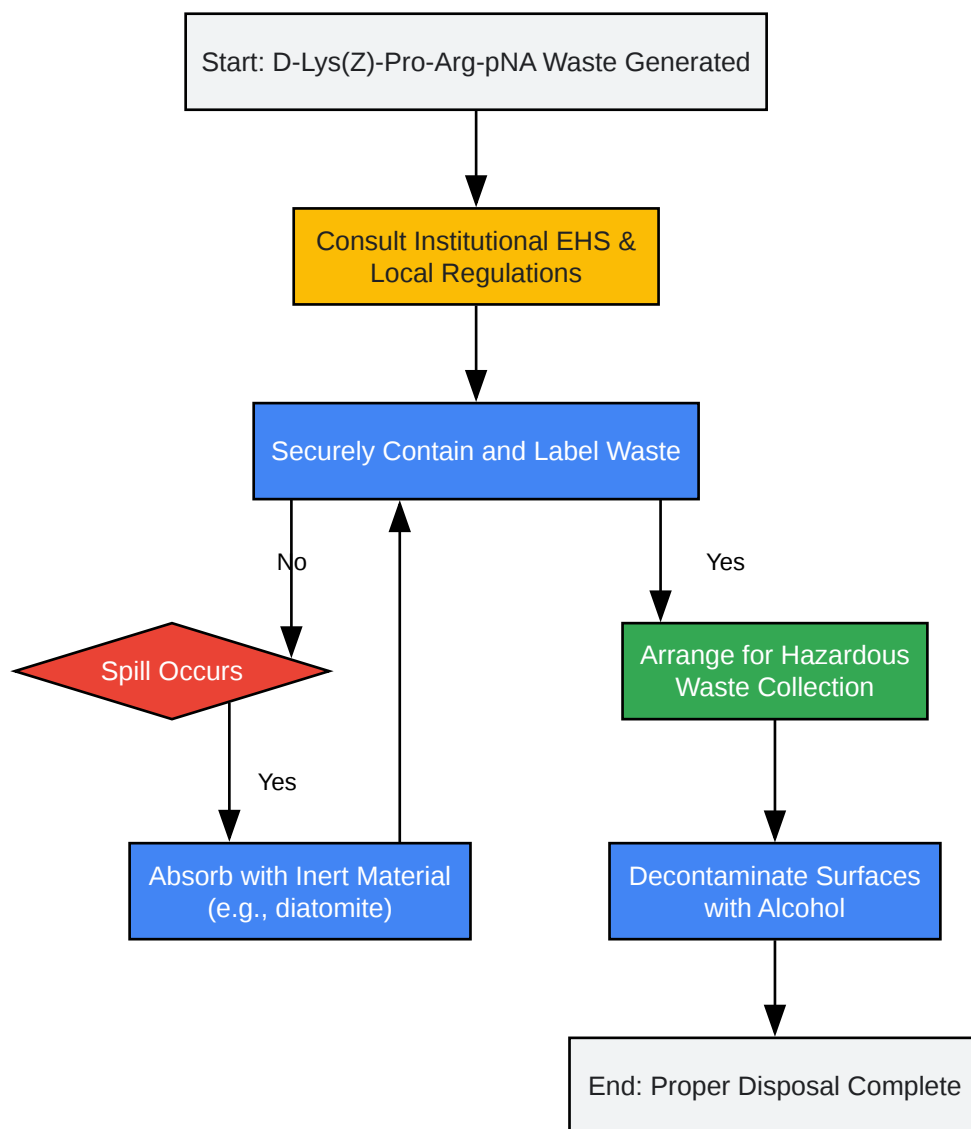 Start: D-Lys(Z)-Pro-Arg-pNA Waste Generated
Consult Institutional EHS &
Local Regulations
Securely Contain and Label Waste
No
Yes
Spill Occurs
Arrange for Hazardous
Waste Collection
Yes
Absorb with Inert Material
(e.g., diatomite)
Decontaminate Surfaces
with Alcohol
End: Proper Disposal Complete